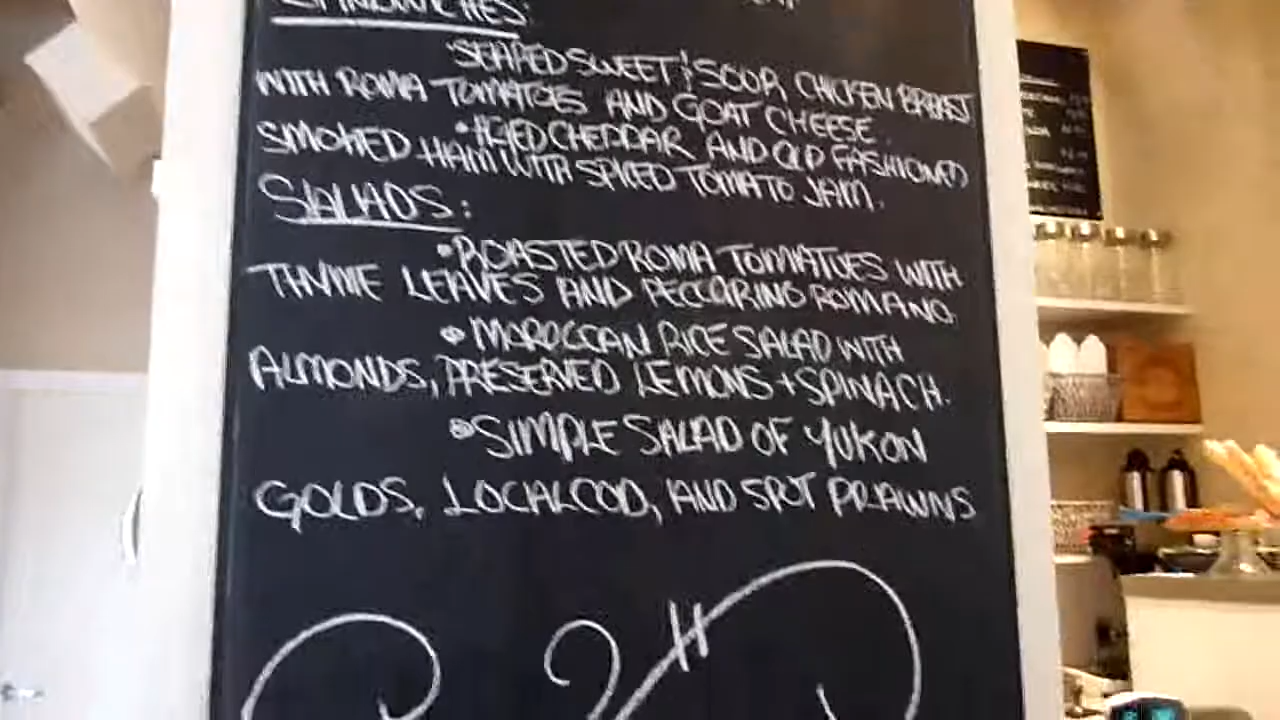 SANDWICHES:
•SEARED SWEET & SOUR CHICKEN BREAST
WITH ROMA TOMATOES AND GOAT CHEESE.
• AGED CHEDDAR AND OLD FASHIONED
SMOKED HAM WITH SPICED TOMATO JAM.
SALADS:
•ROASTED ROMA TOMATOES WITH
THYME LEAVES AND PECCORINO ROMANO.
• MOROCCAN RICE SALAD WITH
ALMONDS, PRESERVED LEMONS + SPINACH.
•SIMPLE SALAD OF YUKON
GOLDS, LOCAL COD, AND SPOT PRAWNS